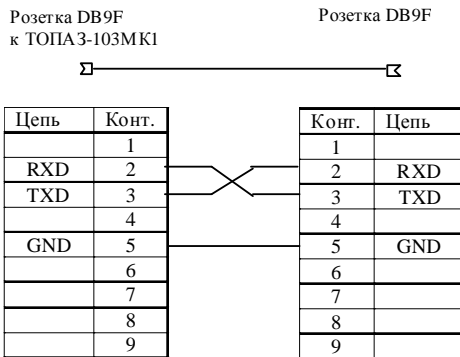 Розетка DB9F
к ТОПАЗ-103МК1
Розетка DB9F
Цепь Конт.
1
RXD 2
TXD 3
4
GND 5
6
7
8
9
Конт. Цепь
1
2 RXD
3 TXD
4
5 GND
6
7
8
9